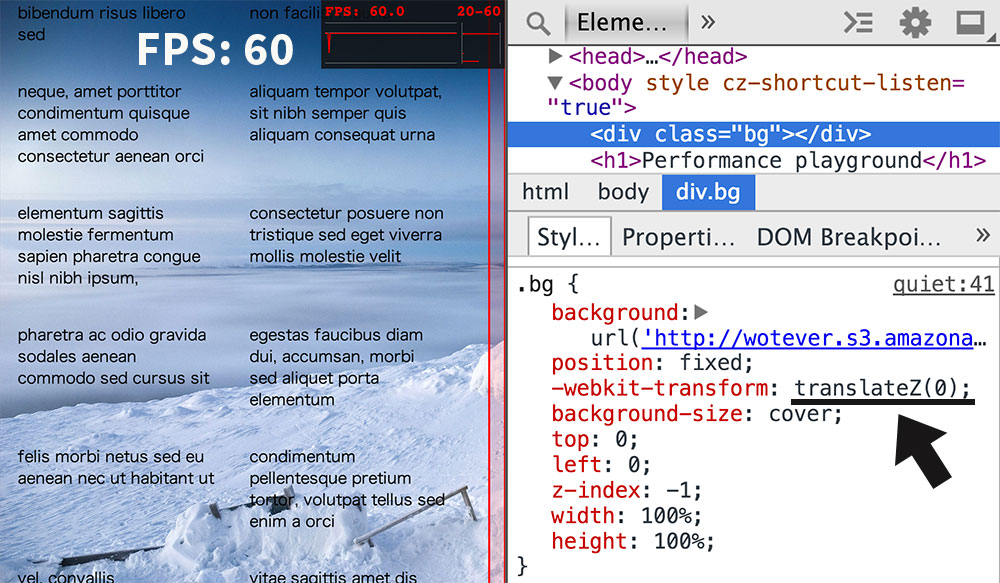 bibendum risus libero
sed
non facili
FPS: 60.0 20-60
FPS: 60
neque, amet porttitor
condimentum quisque
amet commodo
consectetur aenean orci
aliquam tempor volutpat,
sit nibh semper quis
aliquam consequat urna
elementum sagittis
molestie fermentum
sapien pharetra congue
nisl nibh ipsum,
consectetur posuere non
tristique sed eget viverra
mollis molestie velit
pharetra ac odio gravida
sodales aenean
commodo sed cursus sit
egestas faucibus diam
dui, accumsan, morbi
sed aliquet porta
elementum
felis morbi netus sed eu
aenean nec ut habitant ut
condimentum
pellentesque pretium
tortor, volutpat tellus sed
enim a orci
vel, convallis
vitae sagittis amet dis
Eleme… »
▶<head>…</head>
▼<body style cz-shortcut-listen=
"true">
<div class="bg"></div>
<h1>Performance playground</h1>
html body div.bg
Styl… Properti… DOM Breakpoi… »
.bg { quiet:41
background:▶
url('http://wotever.s3.amazona…
position: fixed;
-webkit-transform: translateZ(0);
background-size: cover;
top: 0;
left: 0;
z-index: -1;
width: 100%;
height: 100%;
}